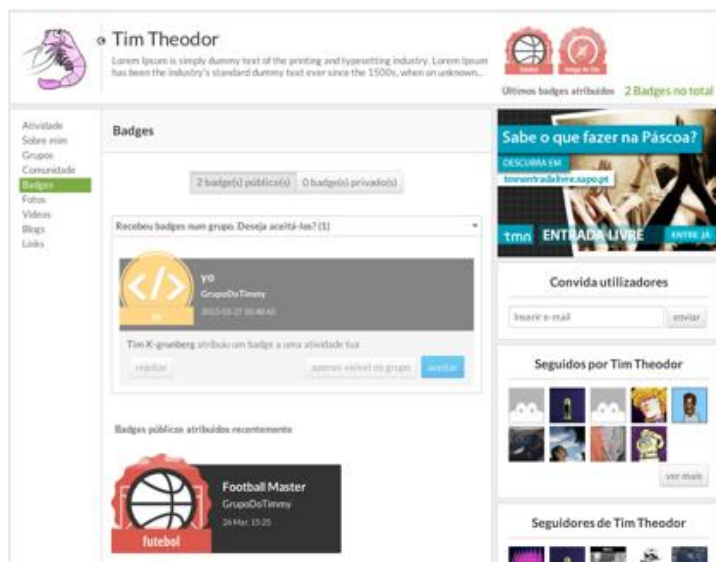 Tim Theodor
Lorem Ipsum is simply dummy text of the printing and typesetting industry. Lorem Ipsum
has been the industry's standard dummy text ever since the 1500s, when an unknown...
futebol
Últimos badges atribuídos 2 Badges no total
Atividade
Sobre mim
Grupos
Comunidade
Badges
Fotos
Vídeos
Blogs
Links
Badges
2 badge(s) público(s) 0 badge(s) privado(s)
Recebeu badges num grupo. Deseja aceitá-los? (1)
yo
yo
GrupoDoTimmy
Tim K-grunberg atribuiu um badge a uma atividade tua
rejeitar apenas visível no grupo aceitar
Badges públicos atribuídos recentemente
futebol
Football Master
GrupoDoTimmy
26 Mar, 15:25
Sabe o que fazer na Páscoa?
DESCUBRA EM
tmnentradalivre.sapo.pt
tmn ENTRADA LIVRE ENTRE JÁ
Convida utilizadores
Inserir e-mail enviar
Seguidos por Tim Theodor
ver mais
Seguidores de Tim Theodor